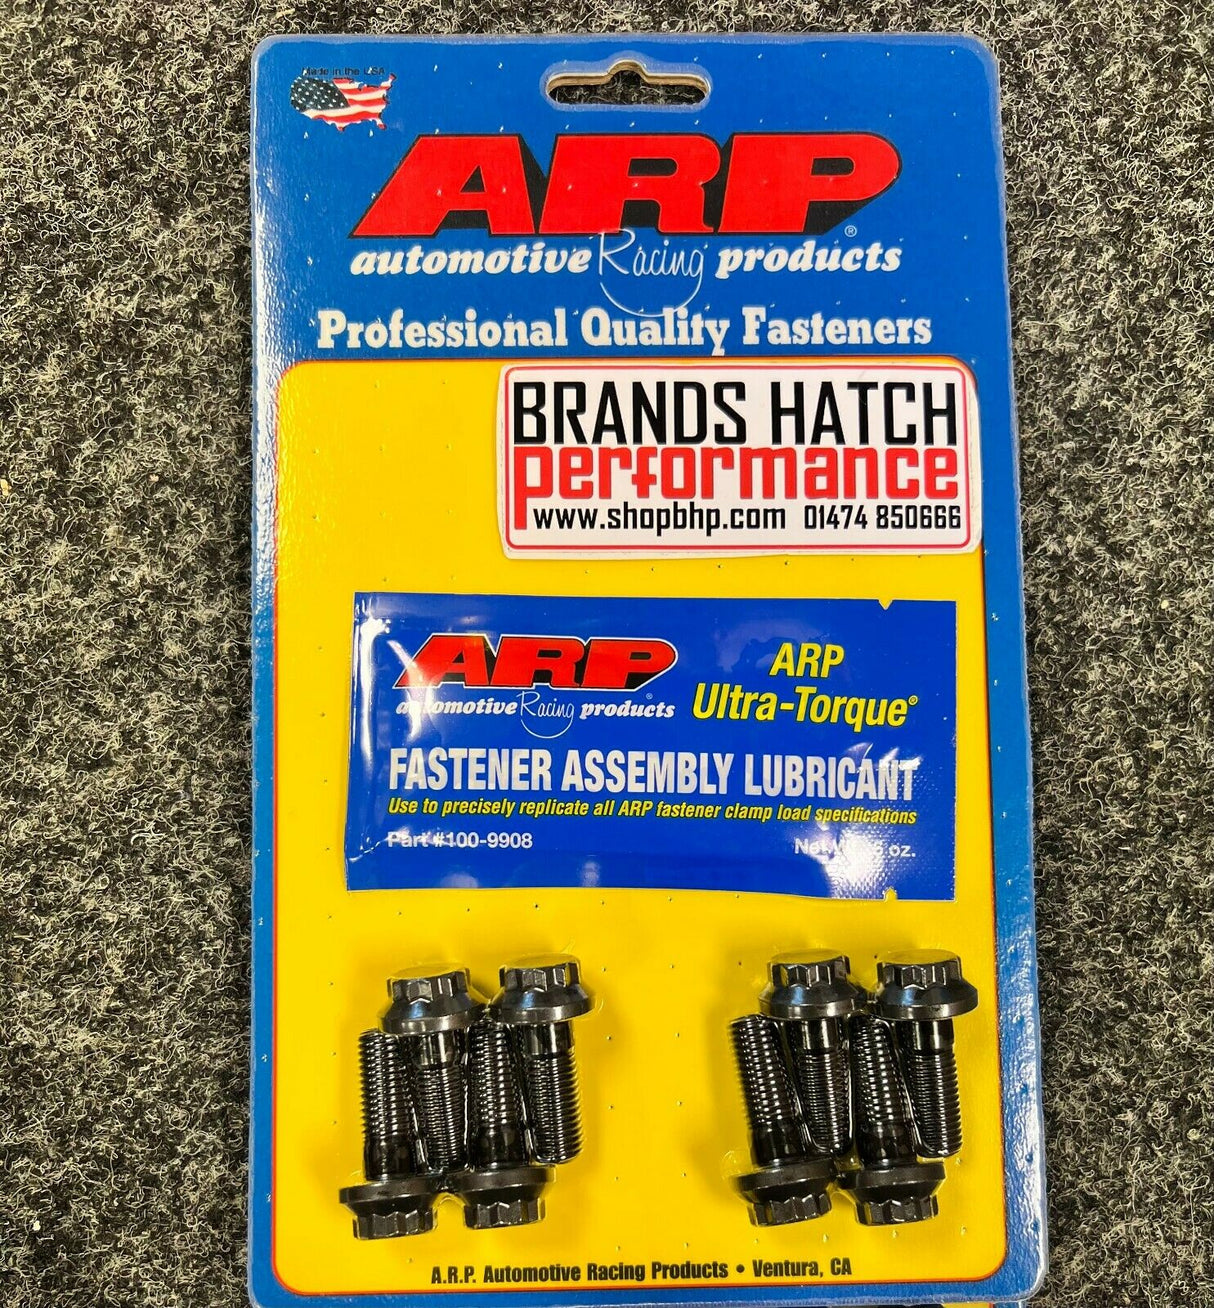 Made in the USA
ARP®
automotive Racing products
Professional Quality Fasteners
BRANDS HATCH
performance
www.shopbhp.com 01474 850666
ARP
automotive Racing products®
ARP
Ultra-Torque®
FASTENER ASSEMBLY LUBRICANT
Use to precisely replicate all ARP fastener clamp load specifications
Part #100-9908
Net oz.
A.R.P. Automotive Racing Products • Ventura, CA